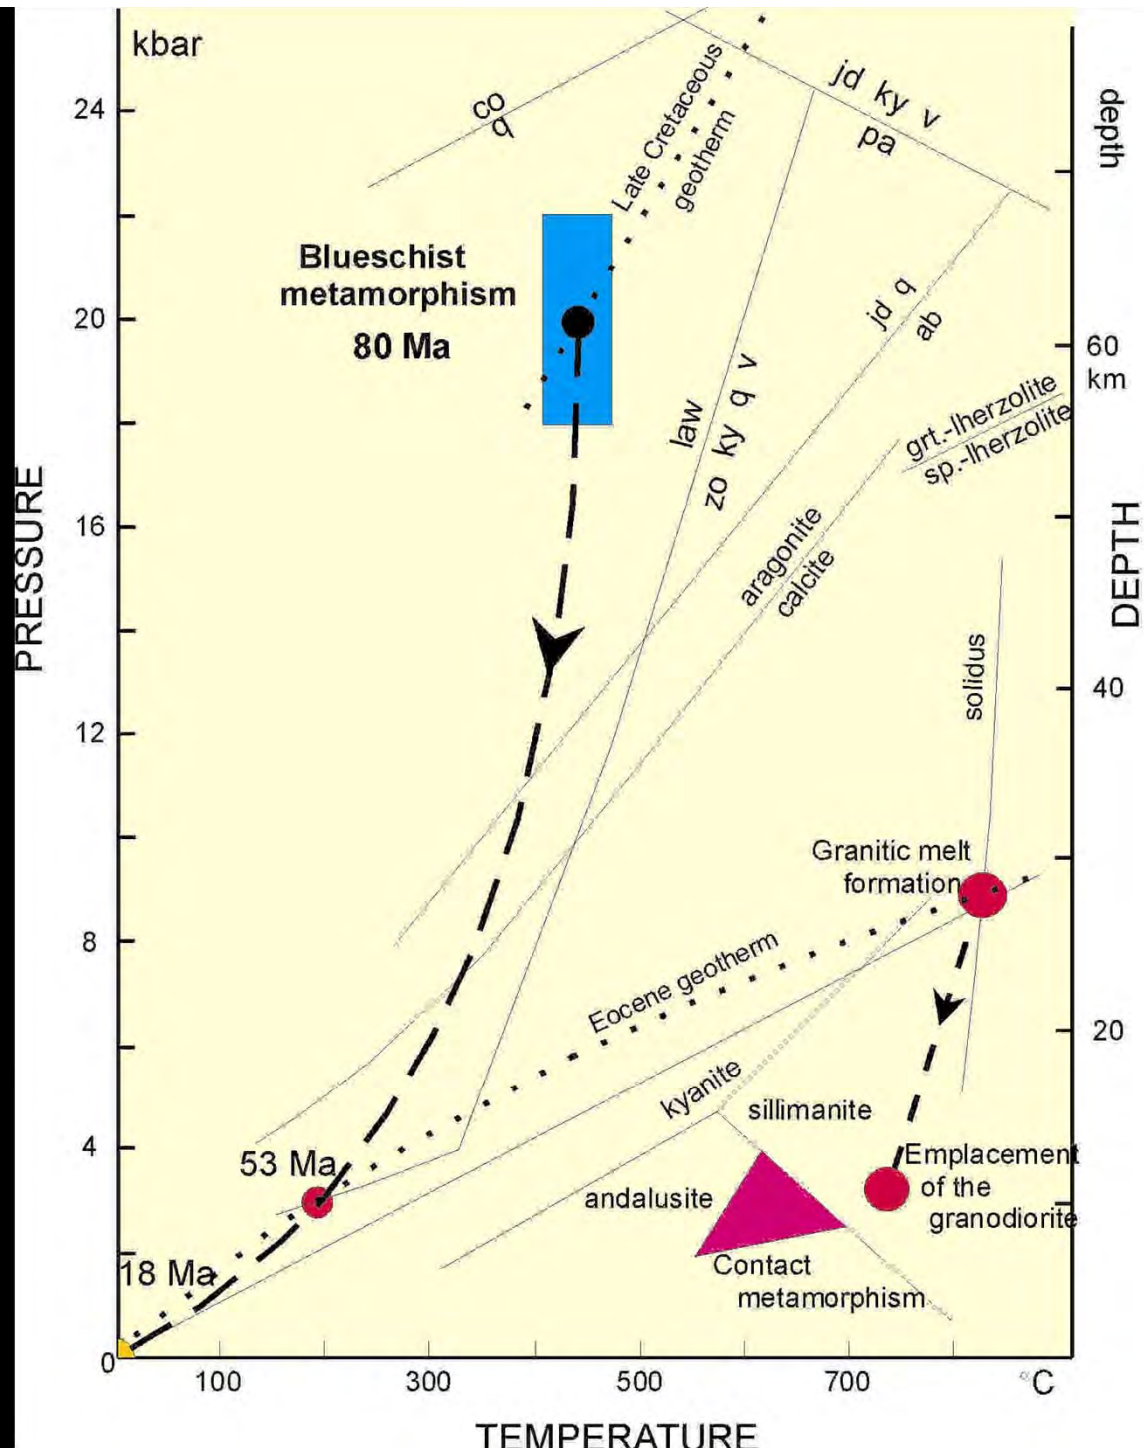 kbar
24
20
16
12
8
4
0
PRESSURE
co
q
Late Cretaceous
geotherm
jd ky v
pa
depth
Blueschist
metamorphism
80 Ma
jd q
ab
60
km
law
zo ky q v
grt.-lherzolite
sp.-lherzolite
aragonite
calcite
DEPTH
solidus
40
Granitic melt
formation
Eocene geotherm
20
kyanite
sillimanite
53 Ma
andalusite
Emplacement
of the
granodiorite
18 Ma
Contact
metamorphism
100
300
500
700
°C
TEMPERATURE